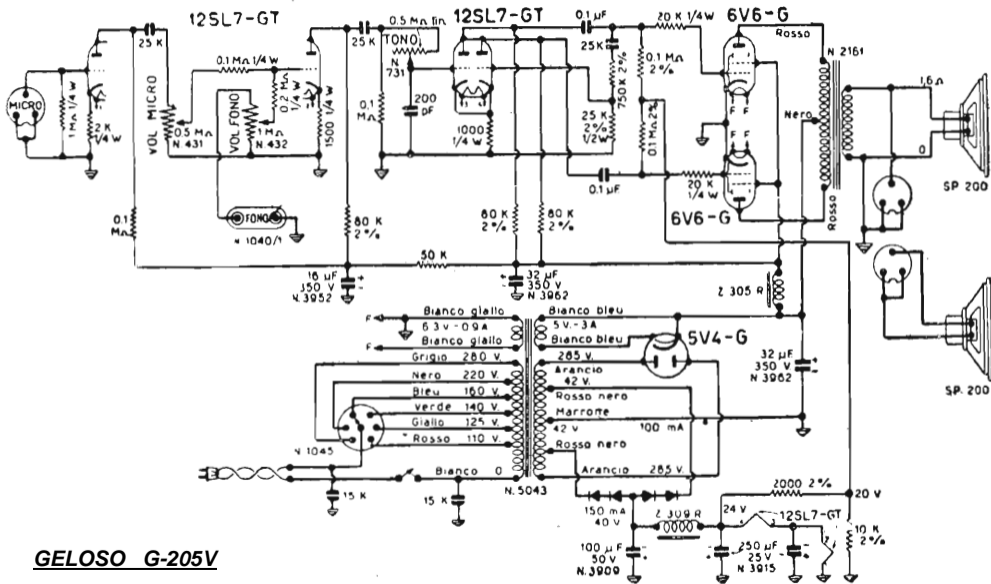 12SL7-GT
12SL7-GT
6V6-G
25 K
25 K
0.5 MΩ lin
TONO
N 731
0.1 µF
20 K 1/4 W
Rosso
N 2161
MICRO
1 MΩ 1/4 W
2 K 1/4 W
VOL MICRO
0.5 MΩ
N 431
0.1 MΩ 1/4 W
VOL FONO
1 MΩ
N. 432
0.2 MΩ 1/4 W
1500 1/4 W
0.1 MΩ
200 pF
1000 1/4 W
25 K
750 K 2%
25 K 2% 1/2 W
0.1 MΩ 2%
0.1 MΩ 2%
F F
F F
Nero
1,6 Ω
0
SP. 200
0.1 µF
20 K 1/4 W
6V6-G
Rosso
0.1 MΩ
FONO
N 1040/1
80 K 2%
80 K 2%
80 K 2%
50 K
16 µF
350 V
N.3952
32 µF
350 V
N 3962
Z 305 R
SP. 200
F
Bianco giallo
6.3 V - 0.9 A
F
Bianco giallo
Grigio 280 V.
Nero 220 V.
Bleu 160 V.
Verde 140 V.
Giallo 125 V.
Rosso 110 V.
N 1045
Bianco 0
15 K
15 K
N. 5043
Bianco bleu
5 V. - 3 A
Bianco bleu
285 V.
Arancio
42 V.
Rosso nero
Marrone
42 V
Rosso nero
Arancio 285 V.
5V4-G
100 mA
32 µF
350 V
N 3962
150 mA
40 V
Z 309 R
24 V
2000 2%
20 V
12SL7-GT
10 K
2%
100 µF
50 V
N.3909
250 µF
25 V
N 3915
GELOSO G-205V